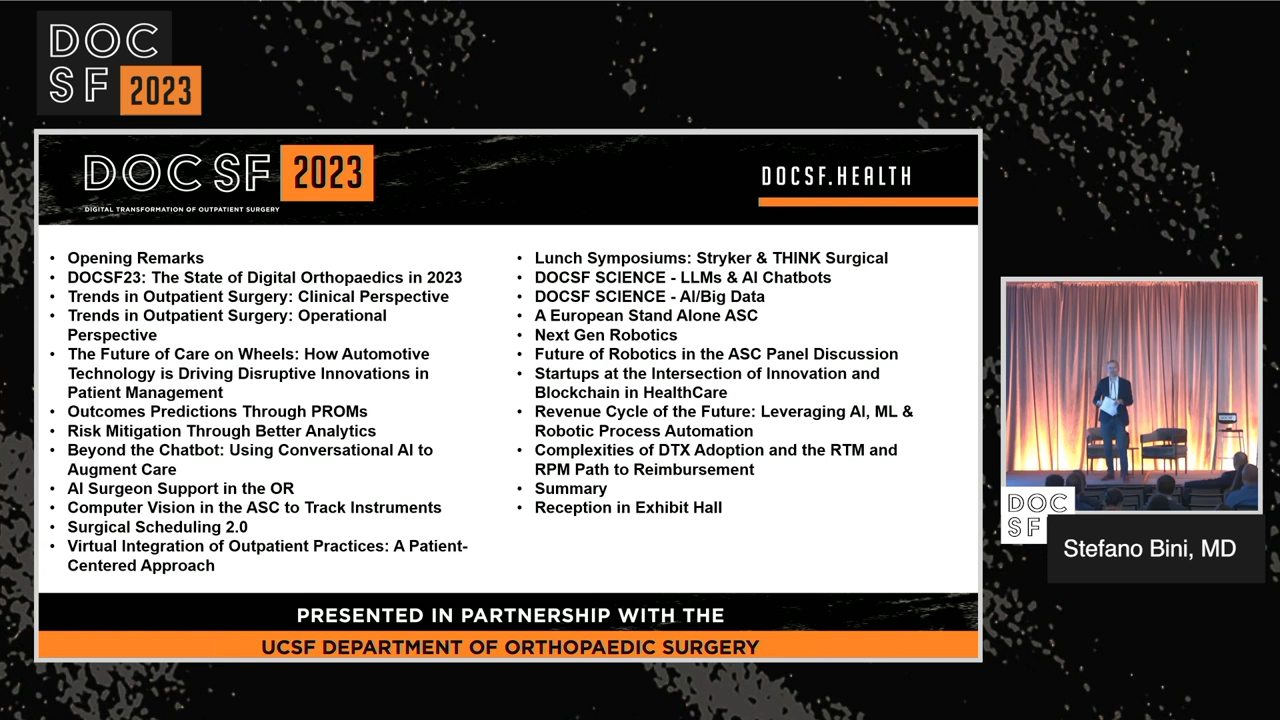 DOC
SF 2023
DOC SF 2023
DIGITAL TRANSFORMATION OF OUTPATIENT SURGERY
DOCSF.HEALTH
• Opening Remarks
• DOCSF23: The State of Digital Orthopaedics in 2023
• Trends in Outpatient Surgery: Clinical Perspective
• Trends in Outpatient Surgery: Operational
Perspective
• The Future of Care on Wheels: How Automotive
Technology is Driving Disruptive Innovations in
Patient Management
• Outcomes Predictions Through PROMs
• Risk Mitigation Through Better Analytics
• Beyond the Chatbot: Using Conversational AI to
Augment Care
• AI Surgeon Support in the OR
• Computer Vision in the ASC to Track Instruments
• Surgical Scheduling 2.0
• Virtual Integration of Outpatient Practices: A Patient-
Centered Approach
• Lunch Symposiums: Stryker & THINK Surgical
• DOCSF SCIENCE - LLMs & AI Chatbots
• DOCSF SCIENCE - AI/Big Data
• A European Stand Alone ASC
• Next Gen Robotics
• Future of Robotics in the ASC Panel Discussion
• Startups at the Intersection of Innovation and
Blockchain in HealthCare
• Revenue Cycle of the Future: Leveraging AI, ML &
Robotic Process Automation
• Complexities of DTX Adoption and the RTM and
RPM Path to Reimbursement
• Summary
• Reception in Exhibit Hall
PRESENTED IN PARTNERSHIP WITH THE
UCSF DEPARTMENT OF ORTHOPAEDIC SURGERY
DOC
SF
Stefano Bini, MD